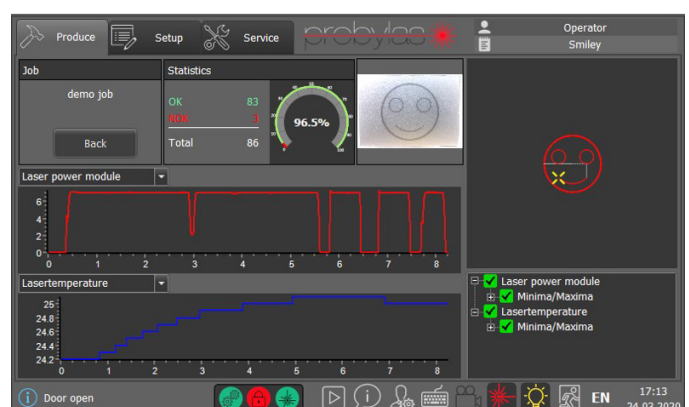 Produce
Setup
Service
probylas
Operator
Smiley
Job
demo job
Back
Statistics
OK 83
NOK 3
Total 86
96.5%
Laser power module
6
4
2
0
0 1 2 3 4 5 6 7 8
Lasertemperature
25
24.8
24.6
24.4
24.2
0 1 2 3 4 5 6 7 8
Laser power module
Minima/Maxima
Lasertemperature
Minima/Maxima
Door open
EN
17:13
24.03.2020